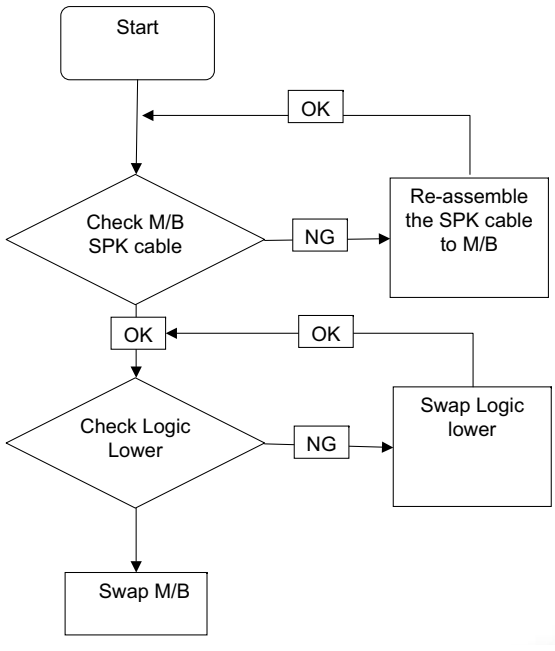 Start
OK
Check M/B
SPK cable
NG
Re-assemble
the SPK cable
to M/B
OK
OK
Check Logic
Lower
NG
Swap Logic
lower
Swap M/B